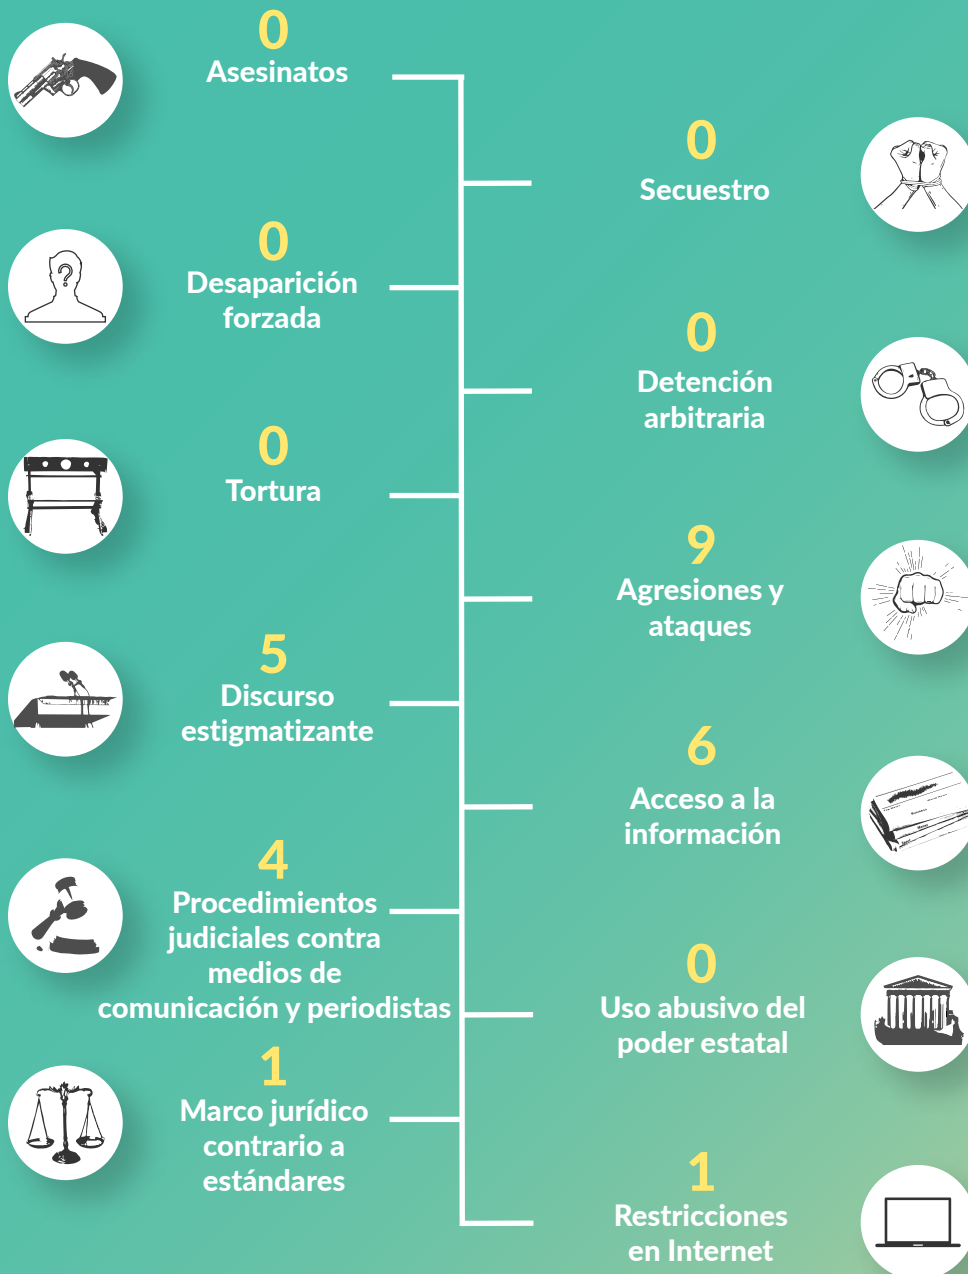 0
Asesinatos
0
Secuestro
0
Desaparición
forzada
0
Detención
arbitraria
0
Tortura
9
Agresiones y
ataques
5
Discurso
estigmatizante
6
Acceso a la
información
4
Procedimientos
judiciales contra
medios de
comunicación y periodistas
0
Uso abusivo del
poder estatal
1
Marco jurídico
contrario a
estándares
1
Restricciones
en Internet